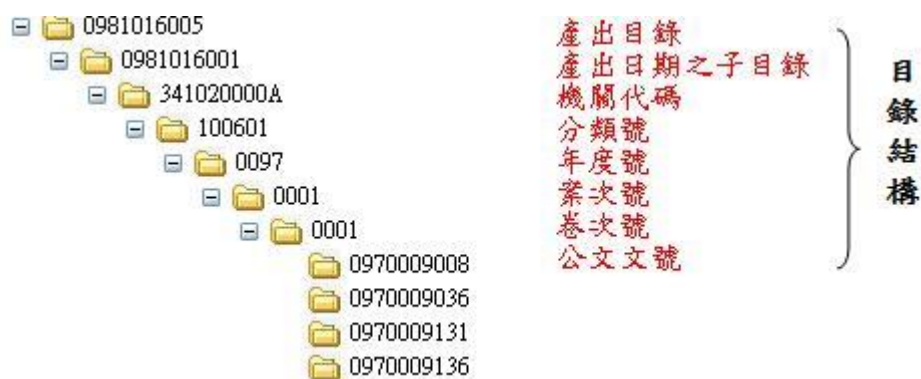 0981016005 產出目錄
0981016001 產出日期之子目錄
341020000A 機關代碼
100601 分類號
0097 年度號
0001 案次號
0001 卷次號
0970009008 公文文號
0970009036
0970009131
0970009136
目錄結構